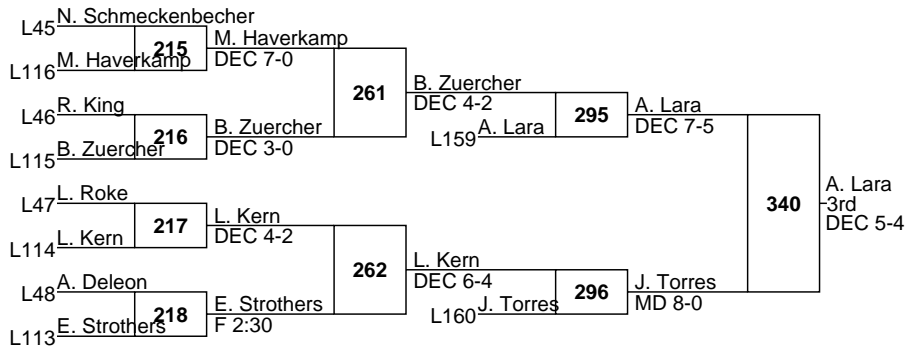 L45
N. Schmeckenbecher
215
M. Haverkamp
DEC 7-0
L116
M. Haverkamp
261
B. Zuercher
DEC 4-2
L46
R. King
216
B. Zuercher
DEC 3-0
L115
B. Zuercher
295
A. Lara
DEC 7-5
L159
A. Lara
340
A. Lara
3rd
DEC 5-4
L47
L. Roke
217
L. Kern
DEC 4-2
L114
L. Kern
262
L. Kern
DEC 6-4
L48
A. Deleon
218
E. Strothers
F 2:30
L113
E. Strothers
296
J. Torres
MD 8-0
L160
J. Torres